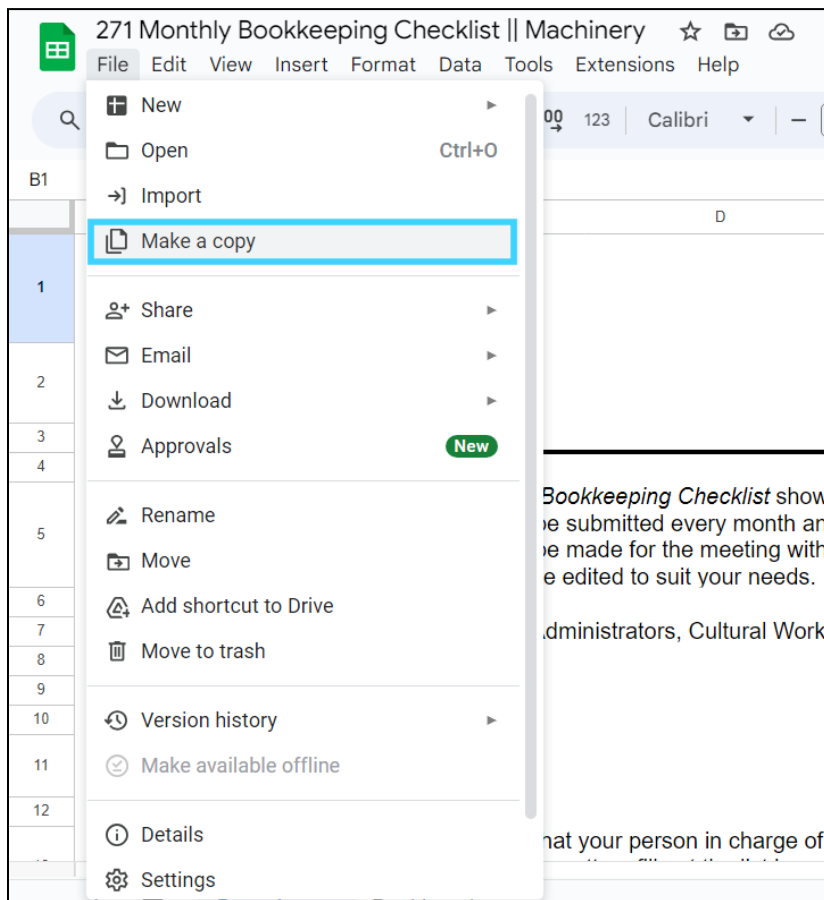 271 Monthly Bookkeeping Checklist || Machinery
File Edit View Insert Format Data Tools Extensions Help
New
Open Ctrl+O
Import
Make a copy
Share
Email
Download
Approvals New
Rename
Move
Add shortcut to Drive
Move to trash
Version history
Make available offline
Details
Settings
123 Calibri
B1
D
1
2
3
4
5
6
7
8
9
10
11
12
Bookkeeping Checklist show
be submitted every month an
be made for the meeting with
e edited to suit your needs.
Administrators, Cultural Work
hat your person in charge of